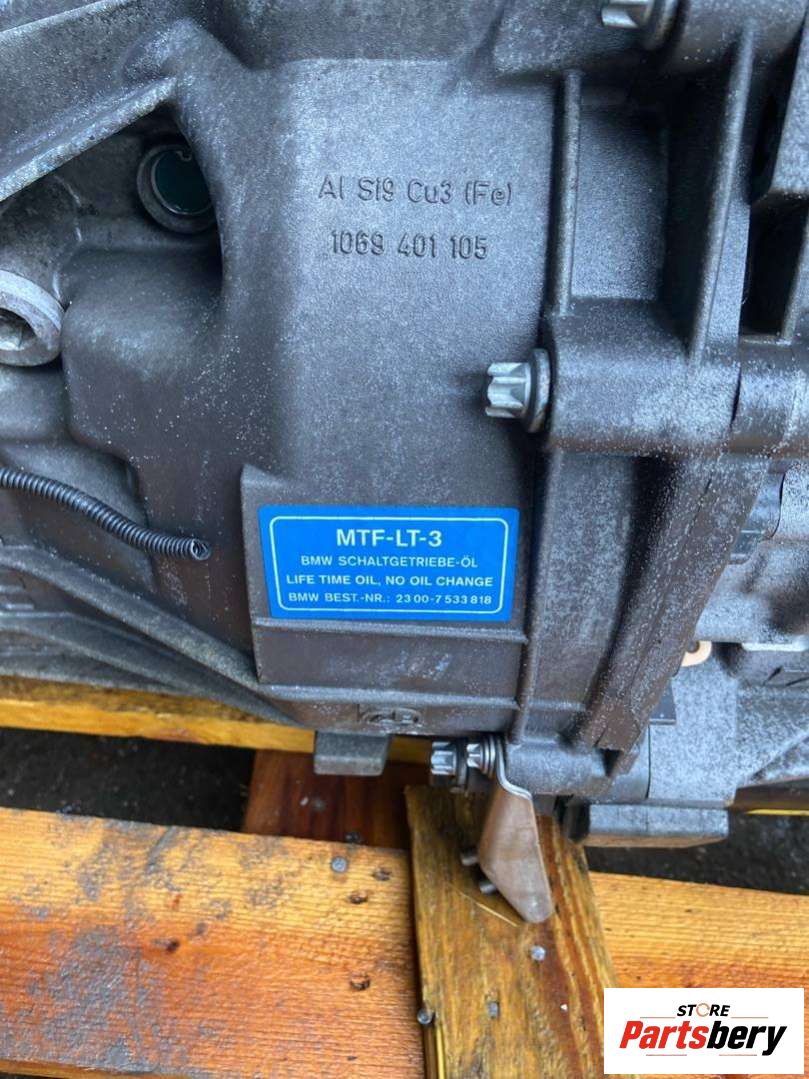 Al Si9 Cu3 (Fe)
1069 401 105
MTF-LT-3
BMW SCHALTGETRIEBE-ÖL
LIFE TIME OIL, NO OIL CHANGE
BMW BEST.-NR.: 23 00-7 533 818
STORE
Partsbery